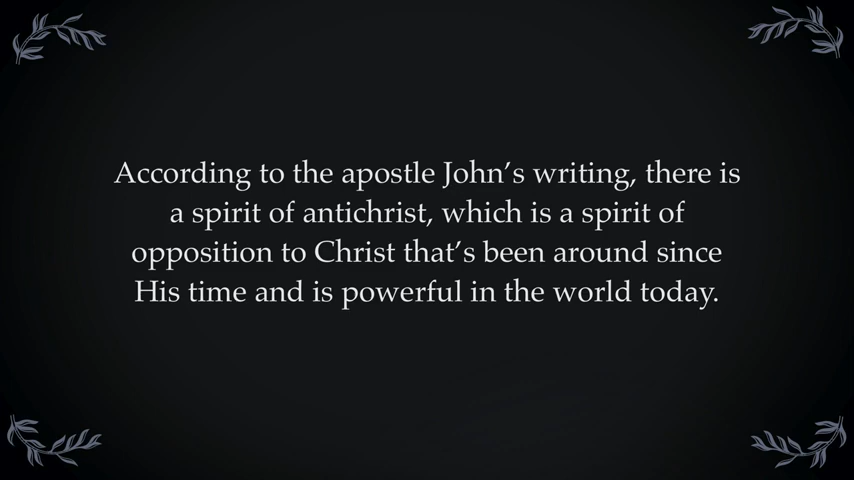 According to the apostle John’s writing, there is
a spirit of antichrist, which is a spirit of
opposition to Christ that’s been around since
His time and is powerful in the world today.